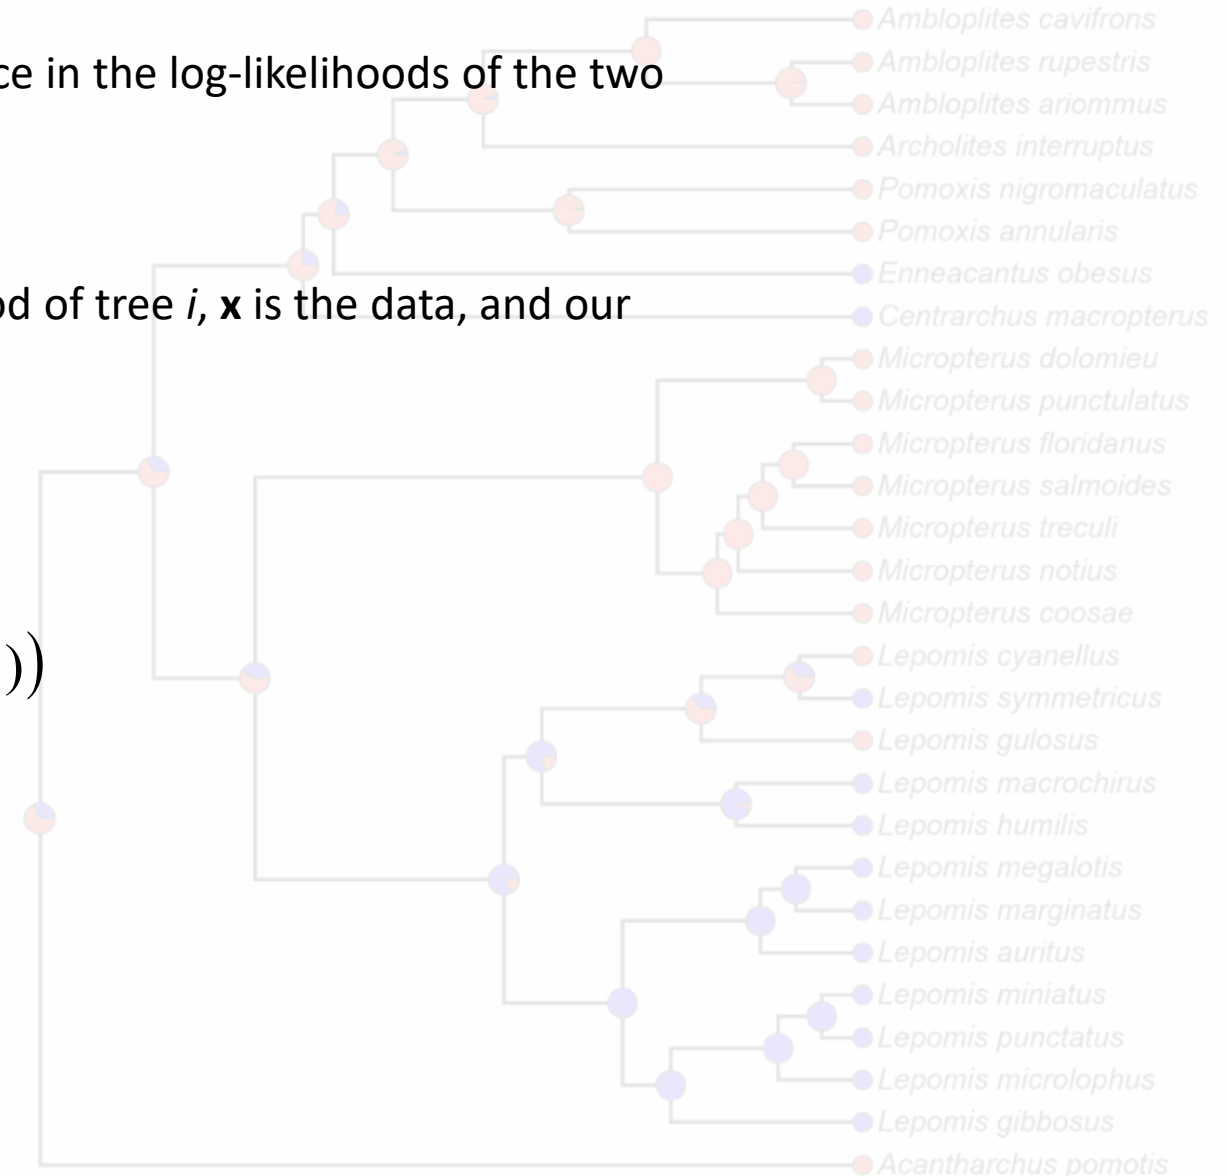 Ambloplites cavifrons
Ambloplites rupestris
ce in the log-likelihoods of the two
Ambloplites ariommus
Archolites interruptus
Pomoxis nigromaculatus
Pomoxis annularis
Enneacantus obesus
od of tree i, x is the data, and our
Centrarchus macropterus
Micropterus dolomieu
Micropterus punctulatus
Micropterus floridanus
Micropterus salmoides
Micropterus treculi
Micropterus notius
Micropterus coosae
))
Lepomis cyanellus
Lepomis symmetricus
Lepomis gulosus
Lepomis macrochirus
Lepomis humilis
Lepomis megalotis
Lepomis marginatus
Lepomis auritus
Lepomis miniatus
Lepomis punctatus
Lepomis microlophus
Lepomis gibbosus
Acantharchus pomotis